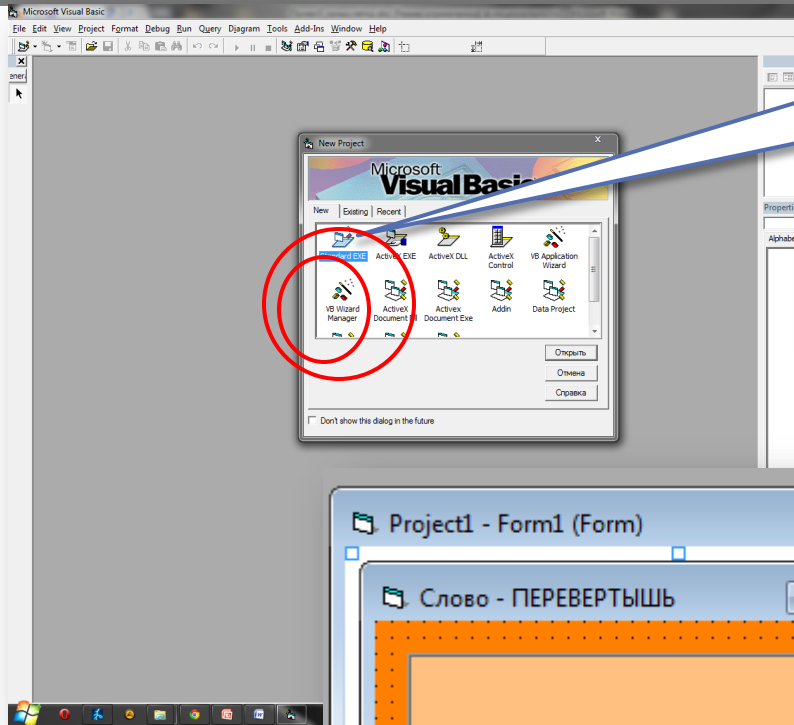 Microsoft Visual Basic
File Edit View Project Format Debug Run Query Diagram Tools Add-Ins Window Help
New Project
Microsoft
Visual Basic
New Existing Recent
Standard EXE ActiveX EXE ActiveX DLL ActiveX Control VB Application Wizard
VB Wizard Manager ActiveX Document Dll Activex Document Exe Addin Data Project
Открыть
Отмена
Справка
Don't show this dialog in the future
Project1 - Form1 (Form)
Слово - ПЕРЕВЕРТЫШЬ